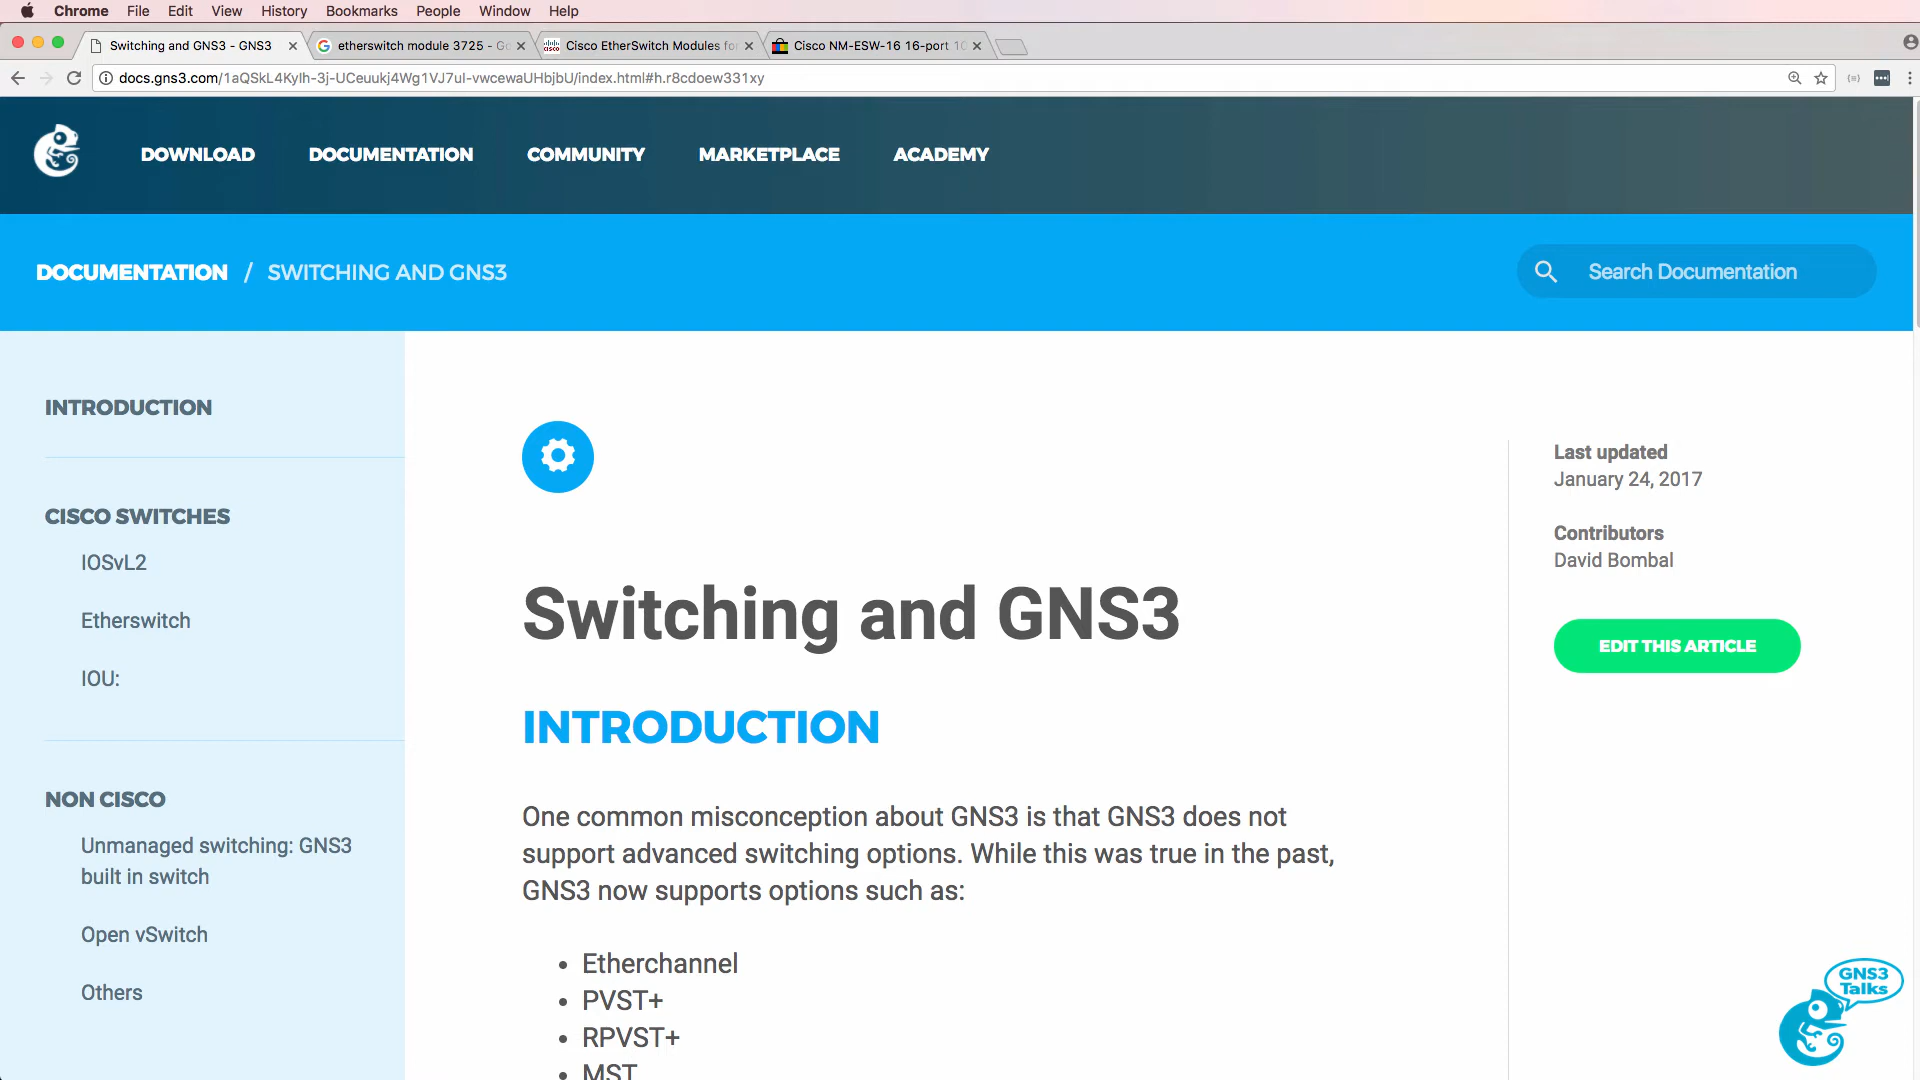 Chrome File Edit View History Bookmarks People Window Help
Switching and GNS3 - GNS3
etherswitch module 3725 - Go
Cisco EtherSwitch Modules for
Cisco NM-ESW-16 16-port 10
docs.gns3.com/1aQSkL4Kylh-3j-UCeuukj4Wg1VJ7ul-vwcewaUHbjbU/index.html#h.r8cdoew331xy
DOWNLOAD DOCUMENTATION COMMUNITY MARKETPLACE ACADEMY
DOCUMENTATION / SWITCHING AND GNS3
Search Documentation
INTRODUCTION
CISCO SWITCHES
IOSvL2
Etherswitch
IOU:
NON CISCO
Unmanaged switching: GNS3
built in switch
Open vSwitch
Others
Switching and GNS3
INTRODUCTION
One common misconception about GNS3 is that GNS3 does not
support advanced switching options. While this was true in the past,
GNS3 now supports options such as:
• Etherchannel
• PVST+
• RPVST+
• MST
Last updated
January 24, 2017
Contributors
David Bombal
EDIT THIS ARTICLE
GNS3
Talks